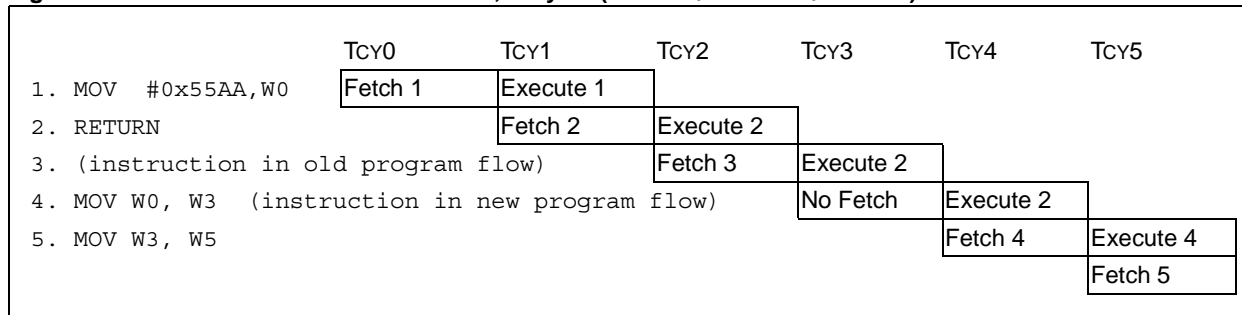 TCY0 TCY1 TCY2 TCY3 TCY4 TCY5
1. MOV #0x55AA,W0 Fetch 1 Execute 1
2. RETURN Fetch 2 Execute 2
3. (instruction in old program flow) Fetch 3 Execute 2
4. MOV W0, W3 (instruction in new program flow) No Fetch Execute 2
5. MOV W3, W5 Fetch 4 Execute 4
Fetch 5